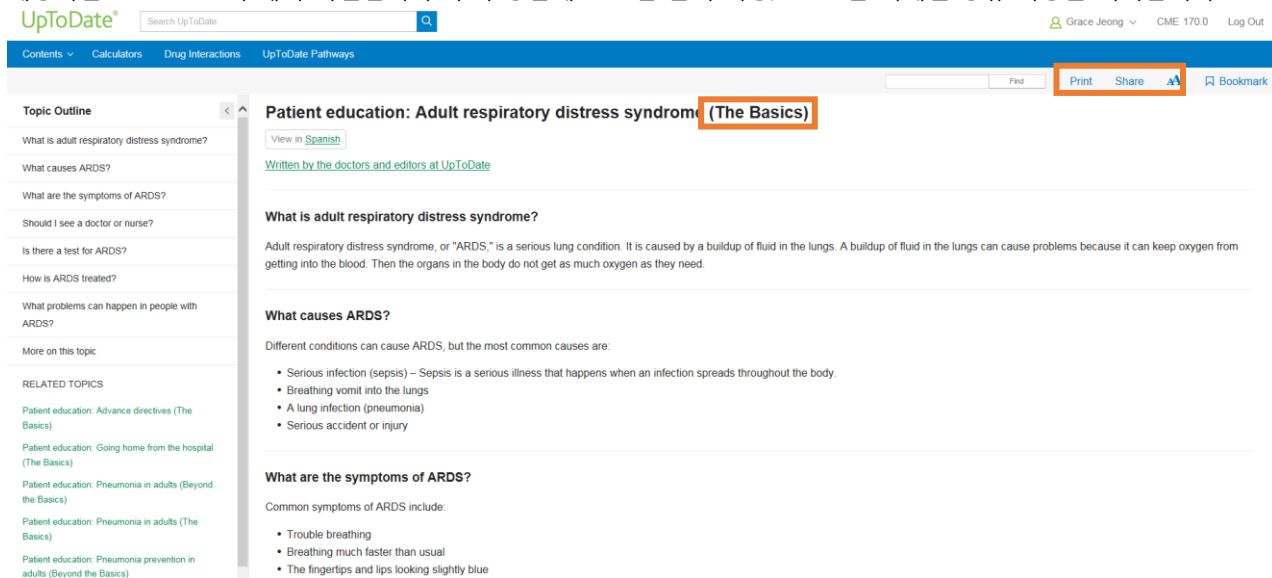 UpToDate®
Search UpToDate
Grace Jeong
CME 170.0
Log Out
Contents
Calculators
Drug Interactions
UpToDate Pathways
Find
Print
Share
AA
Bookmark
Topic Outline
What is adult respiratory distress syndrome?
What causes ARDS?
What are the symptoms of ARDS?
Should I see a doctor or nurse?
Is there a test for ARDS?
How is ARDS treated?
What problems can happen in people with
ARDS?
More on this topic
RELATED TOPICS
Patient education: Advance directives (The
Basics)
Patient education: Going home from the hospital
(The Basics)
Patient education: Pneumonia in adults (Beyond
the Basics)
Patient education: Pneumonia in adults (The
Basics)
Patient education: Pneumonia prevention in
adults (Beyond the Basics)
Patient education: Adult respiratory distress syndrome (The Basics)
View in Spanish
Written by the doctors and editors at UpToDate
What is adult respiratory distress syndrome?
Adult respiratory distress syndrome, or "ARDS," is a serious lung condition. It is caused by a buildup of fluid in the lungs. A buildup of fluid in the lungs can cause problems because it can keep oxygen from
getting into the blood. Then the organs in the body do not get as much oxygen as they need.
What causes ARDS?
Different conditions can cause ARDS, but the most common causes are:
• Serious infection (sepsis) – Sepsis is a serious illness that happens when an infection spreads throughout the body.
• Breathing vomit into the lungs
• A lung infection (pneumonia)
• Serious accident or injury
What are the symptoms of ARDS?
Common symptoms of ARDS include:
• Trouble breathing
• Breathing much faster than usual
• The fingertips and lips looking slightly blue